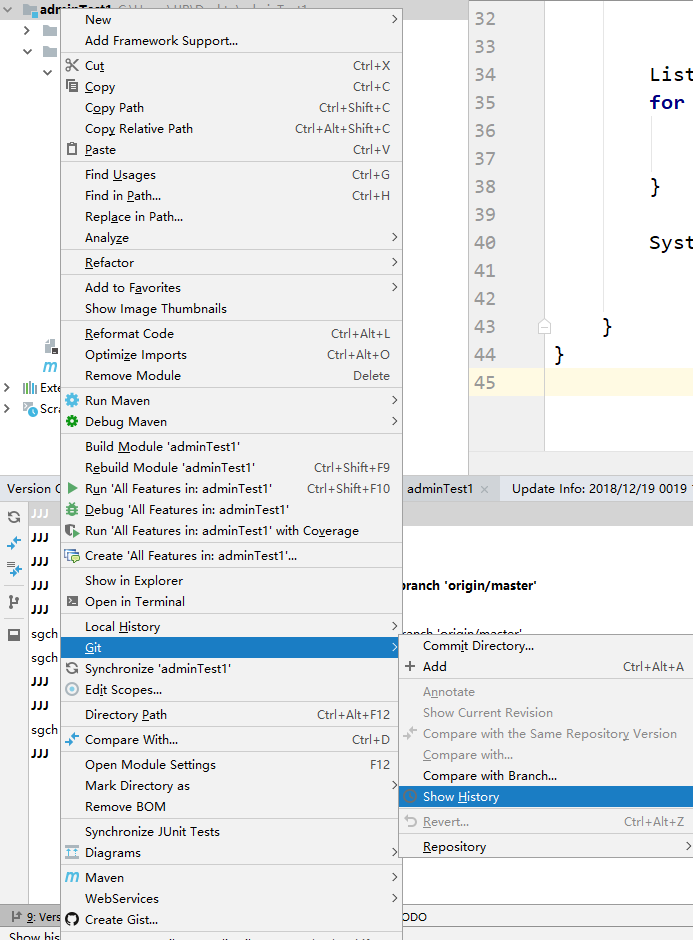 adminTest1
New
Add Framework Support...
Cut Ctrl+X
Copy Ctrl+C
Copy Path Ctrl+Shift+C
Copy Relative Path Ctrl+Alt+Shift+C
Paste Ctrl+V
Find Usages Ctrl+G
Find in Path... Ctrl+H
Replace in Path...
Analyze
Refactor
Add to Favorites
Show Image Thumbnails
Reformat Code Ctrl+Alt+L
Optimize Imports Ctrl+Alt+O
Remove Module Delete
Run Maven
Debug Maven
Build Module 'adminTest1'
Rebuild Module 'adminTest1' Ctrl+Shift+F9
Run 'All Features in: adminTest1' Ctrl+Shift+F10
Debug 'All Features in: adminTest1'
Run 'All Features in: adminTest1' with Coverage
Create 'All Features in: adminTest1'...
Show in Explorer
Open in Terminal
Local History
Git
Synchronize 'adminTest1'
Edit Scopes...
Directory Path Ctrl+Alt+F12
Compare With... Ctrl+D
Open Module Settings F12
Mark Directory as
Remove BOM
Synchronize JUnit Tests
Diagrams
m Maven
WebServices
Create Gist...
Commit Directory...
Add Ctrl+Alt+A
Annotate
Show Current Revision
Compare with the Same Repository Version
Compare with...
Compare with Branch...
Show History
Revert... Ctrl+Alt+Z
Repository
32
33
34 List
35 for
36
37
38 }
39
40 Syst
41
42
43 }
44 }
45
m
Exte
Scra
Version C
adminTest1 × Update Info: 2018/12/19 0019
JJJ
JJJ
JJJ
JJJ branch 'origin/master'
JJJ
sgch branch 'origin/master'
sgch
JJJ
JJJ
sgch
JJJ
9: Vers
ODO
Show his